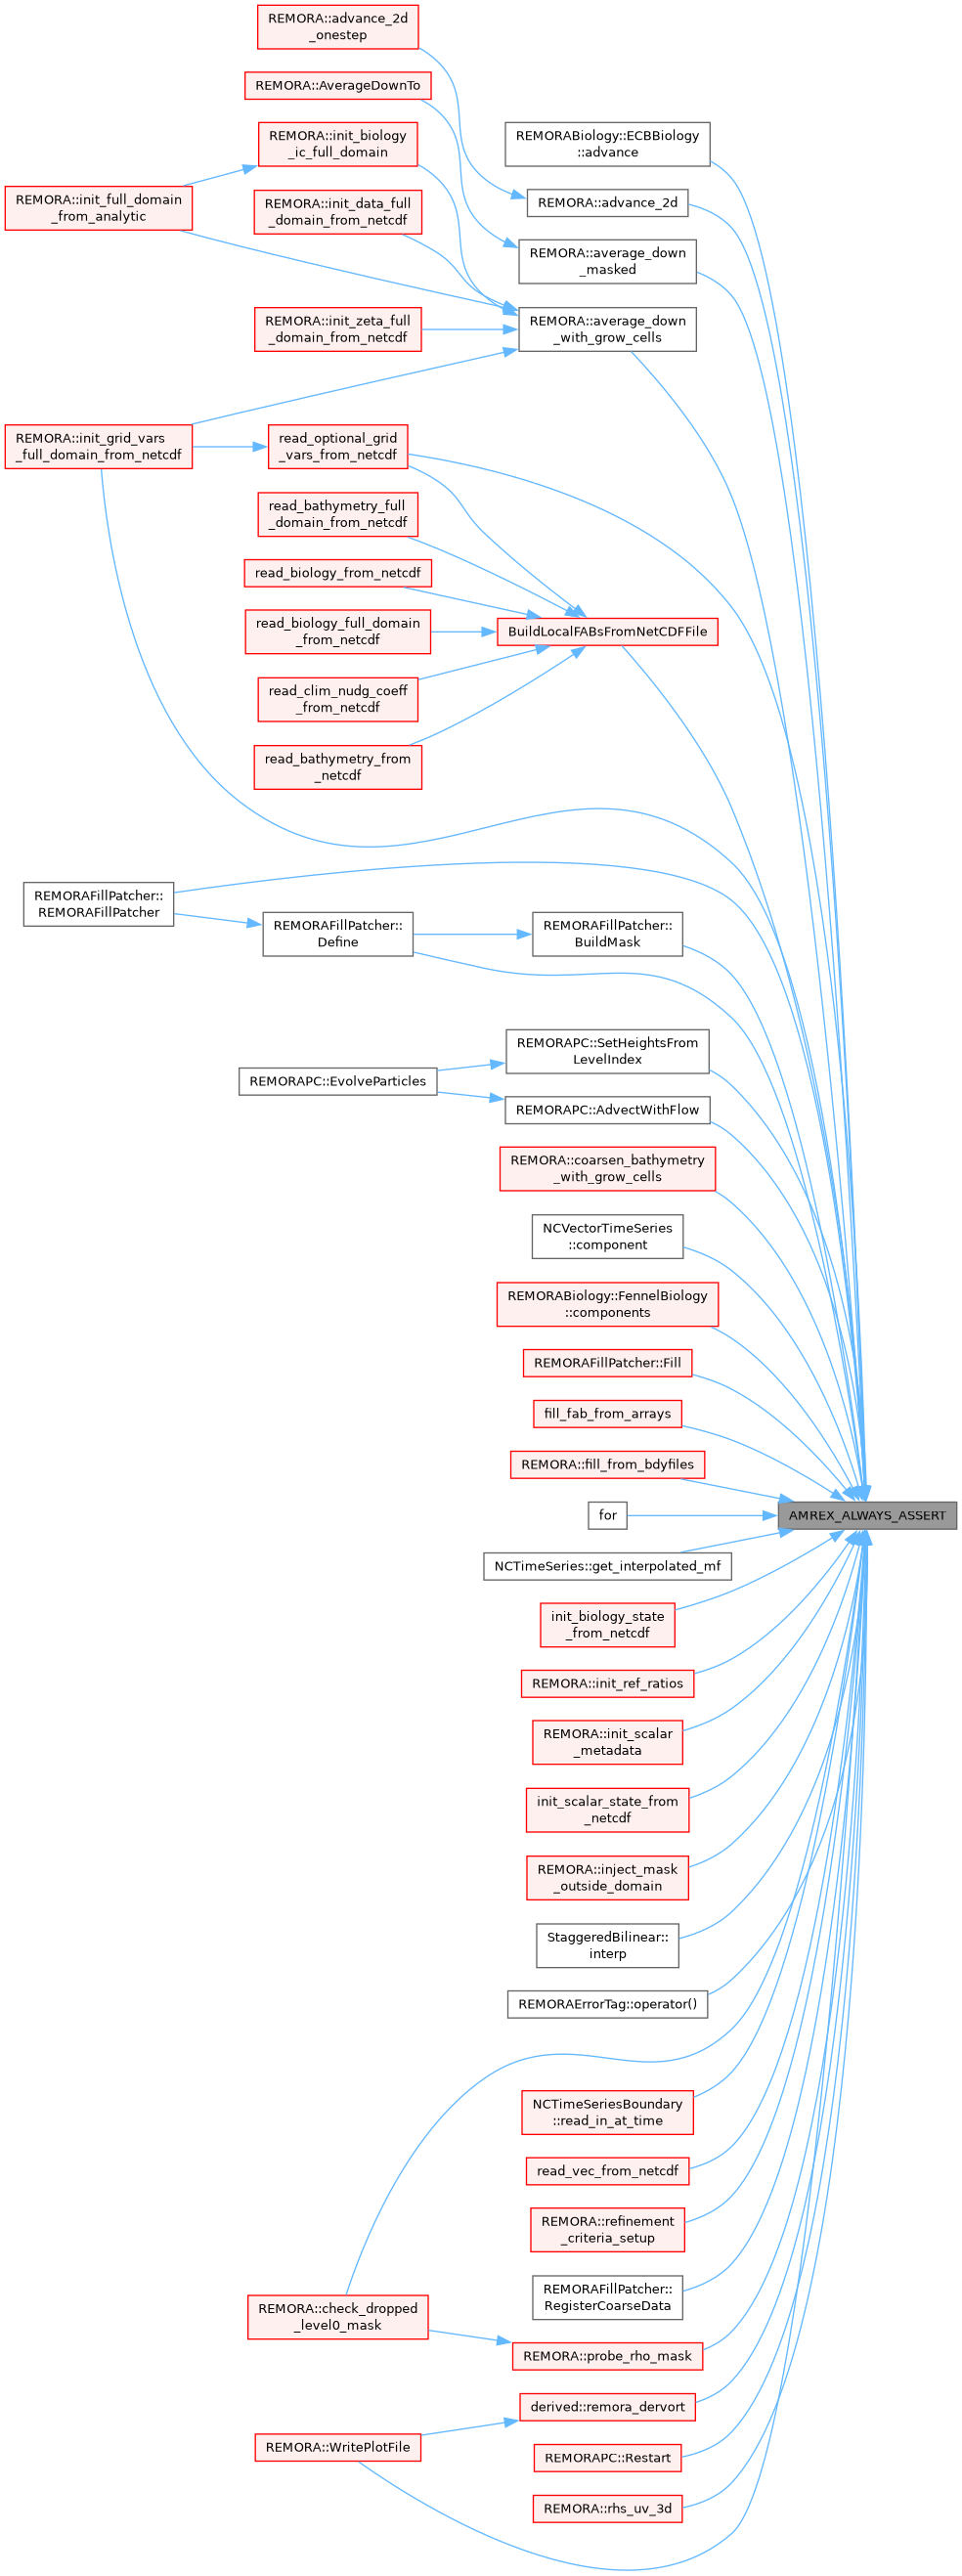 REMORA::advance_2d
_onestep
REMORA::AverageDownTo
REMORA::init_biology
_ic_full_domain
REMORABiology::ECBBiology
::advance
REMORA::init_full_domain
_from_analytic
REMORA::init_data_full
_domain_from_netcdf
REMORA::advance_2d
REMORA::average_down
_masked
REMORA::init_zeta_full
_domain_from_netcdf
REMORA::average_down
_with_grow_cells
REMORA::init_grid_vars
_full_domain_from_netcdf
read_optional_grid
_vars_from_netcdf
read_bathymetry_full
_domain_from_netcdf
read_biology_from_netcdf
read_biology_full_domain
_from_netcdf
BuildLocalFABsFromNetCDFFile
read_clim_nudg_coeff
_from_netcdf
read_bathymetry_from
_netcdf
REMORAFillPatcher::
REMORAFillPatcher
REMORAFillPatcher::
Define
REMORAFillPatcher::
BuildMask
REMORAPC::SetHeightsFrom
LevelIndex
REMORAPC::EvolveParticles
REMORAPC::AdvectWithFlow
REMORA::coarsen_bathymetry
_with_grow_cells
NCVectorTimeSeries
::component
REMORABiology::FennelBiology
::components
REMORAFillPatcher::Fill
fill_fab_from_arrays
REMORA::fill_from_bdyfiles
for
AMREX_ALWAYS_ASSERT
NCTimeSeries::get_interpolated_mf
init_biology_state
_from_netcdf
REMORA::init_ref_ratios
REMORA::init_scalar
_metadata
init_scalar_state_from
_netcdf
REMORA::inject_mask
_outside_domain
StaggeredBilinear::
interp
REMORAErrorTag::operator()
NCTimeSeriesBoundary
::read_in_at_time
read_vec_from_netcdf
REMORA::refinement
_criteria_setup
REMORAFillPatcher::
RegisterCoarseData
REMORA::check_dropped
_level0_mask
REMORA::probe_rho_mask
derived::remora_dervort
REMORA::WritePlotFile
REMORAPC::Restart
REMORA::rhs_uv_3d